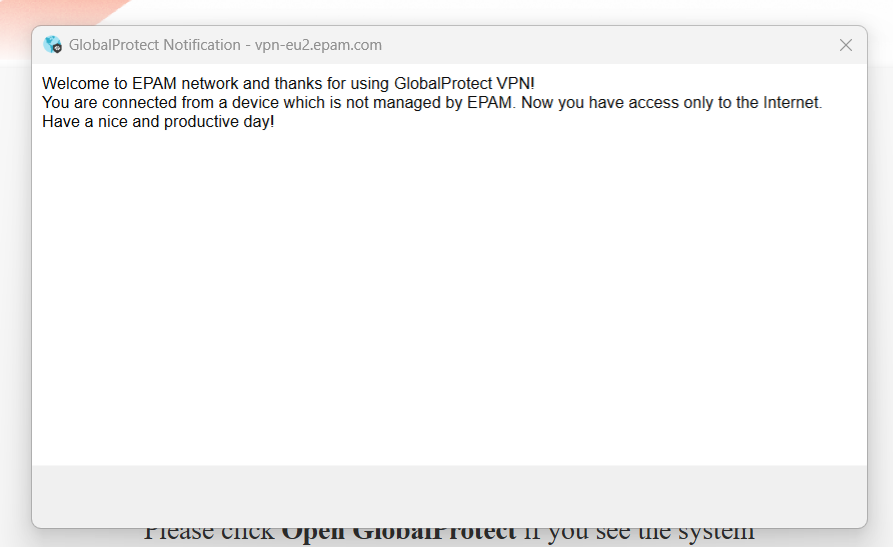 GlobalProtect Notification - vpn-eu2.epam.com
Welcome to EPAM network and thanks for using GlobalProtect VPN!
You are connected from a device which is not managed by EPAM. Now you have access only to the Internet.
Have a nice and productive day!
Please click Open GlobalProtect if you see the system